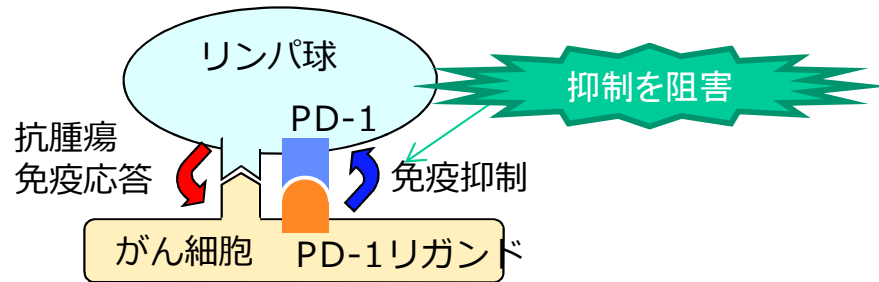 リンパ球
抑制を阻害
PD-1
抗腫瘍
免疫応答
免疫抑制
がん細胞
PD-1リガンド